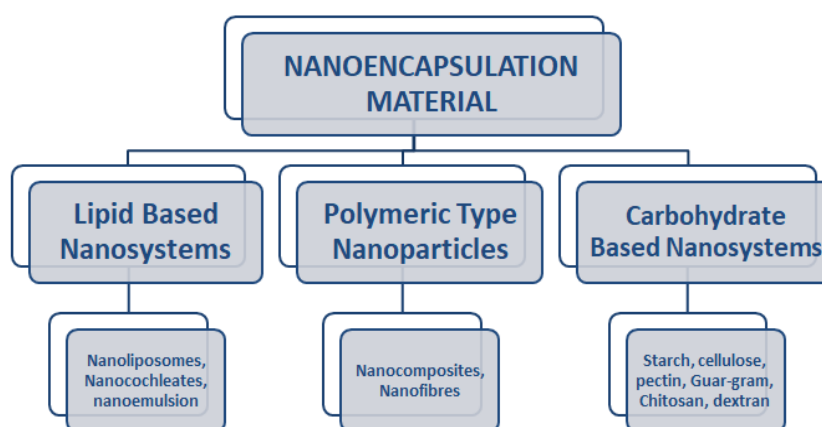 NANOENCAPSULATION
MATERIAL
Lipid Based
Nanosystems
Polymeric Type
Nanoparticles
Carbohydrate
Based Nanosystems
Nanoliposomes,
Nanocochleates,
nanoemulsion
Nanocomposites,
Nanofibres
Starch, cellulose,
pectin, Guar-gram,
Chitosan, dextran